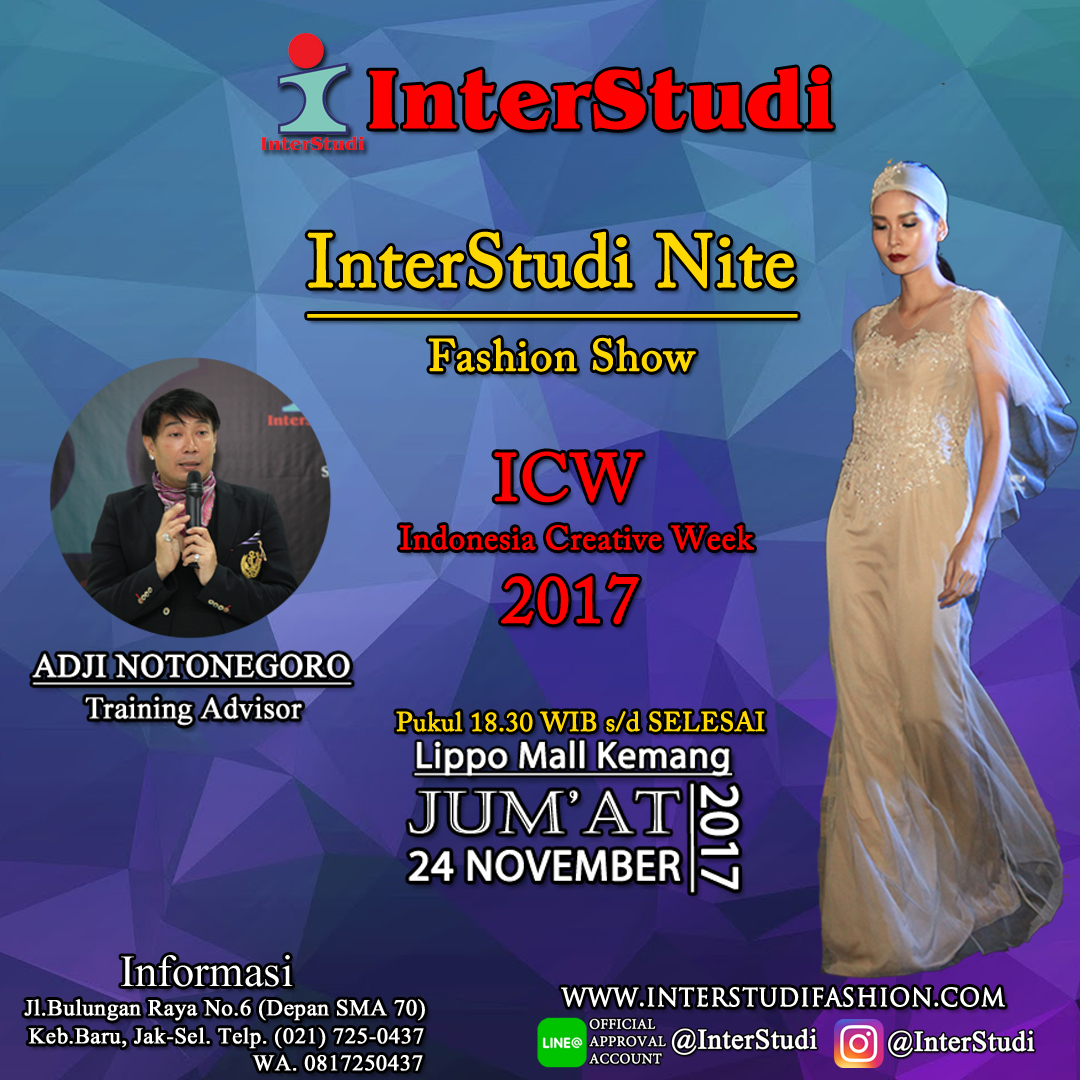 InterStudi
InterStudi
InterStudi Nite
Fashion Show
Inters
ICW
Indonesia Creative Week
2017
ADJI NOTONEGORO
Training Advisor
Pukul 18.30 WIB s/d SELESAI
Lippo Mall Kemang
JUM'AT
24 NOVEMBER
2017
Informasi
Jl.Bulungan Raya No.6 (Depan SMA 70)
Keb.Baru, Jak-Sel. Telp. (021) 725-0437
WA. 0817250437
WWW.INTERSTUDIFASHION.COM
LINE@
OFFICIAL
APPROVAL
ACCOUNT
@InterStudi
@InterStudi